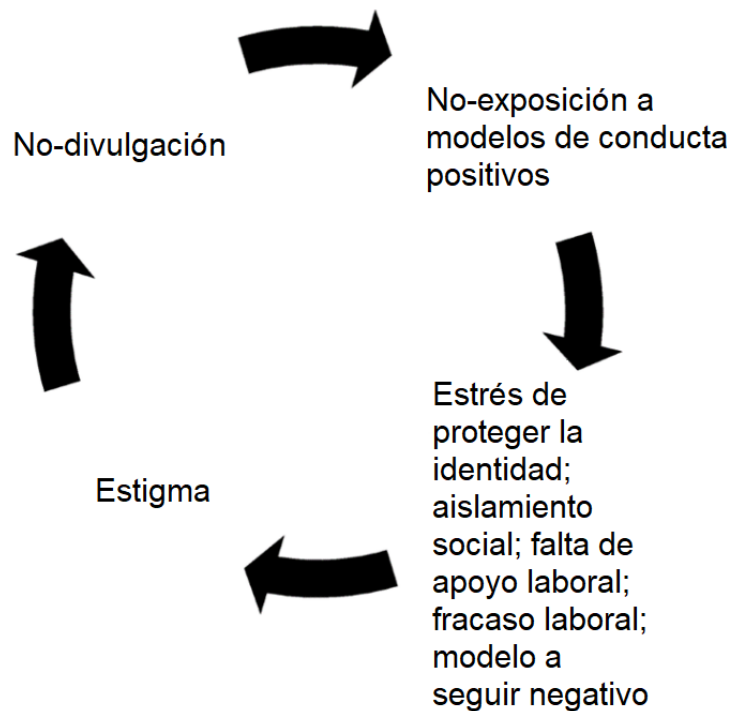 No-divulgación
No-exposición a
modelos de conducta
positivos
Estrés de
proteger la
identidad;
aislamiento
social; falta de
apoyo laboral;
fracaso laboral;
modelo a
seguir negativo
Estigma